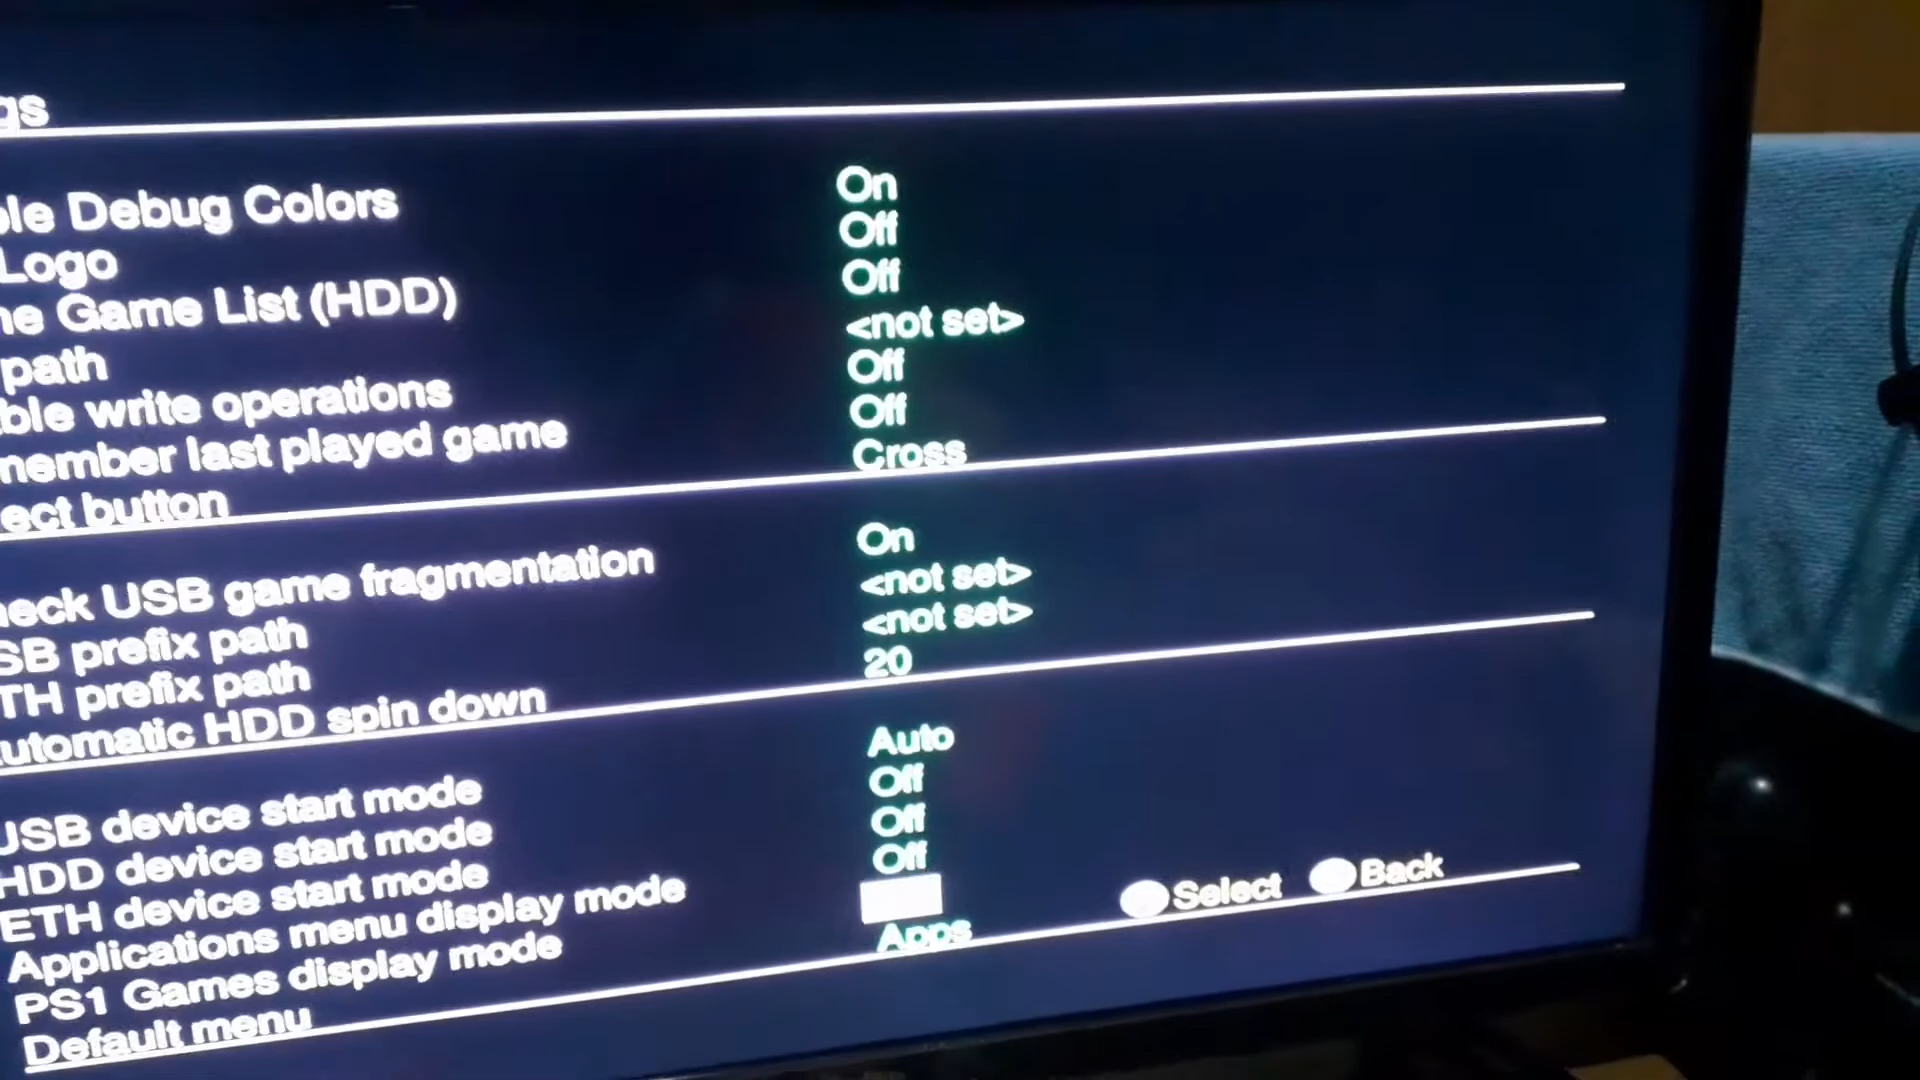 gs
ble Debug Colors On
Logo Off
he Game List (HDD) Off
path <not set>
ble write operations Off
member last played game Off
ect button Cross
heck USB game fragmentation On
SB prefix path <not set>
TH prefix path <not set>
utomatic HDD spin down 20
USB device start mode Auto
HDD device start mode Off
ETH device start mode Off
Applications menu display mode Off
PS1 Games display mode
Default menu Apps
Select Back